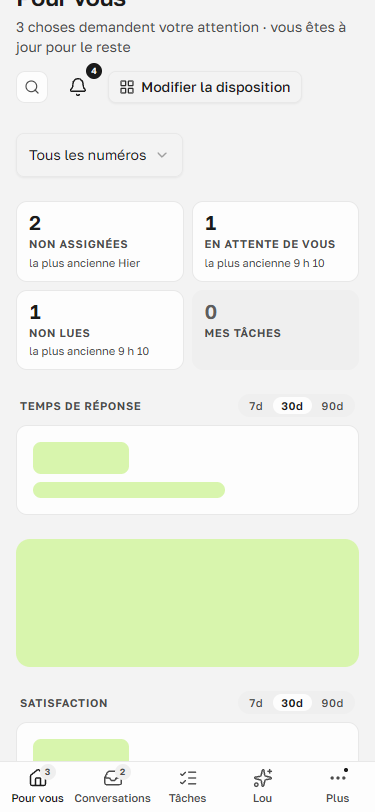 Pour vous
3 choses demandent votre attention · vous êtes à
jour pour le reste
4
Modifier la disposition
Tous les numéros
2
NON ASSIGNÉES
la plus ancienne Hier
1
EN ATTENTE DE VOUS
la plus ancienne 9 h 10
1
NON LUES
la plus ancienne 9 h 10
0
MES TÂCHES
TEMPS DE RÉPONSE
7d 30d 90d
SATISFACTION
7d 30d 90d
3
2
Pour vous
Conversations
Tâches
Lou
Plus